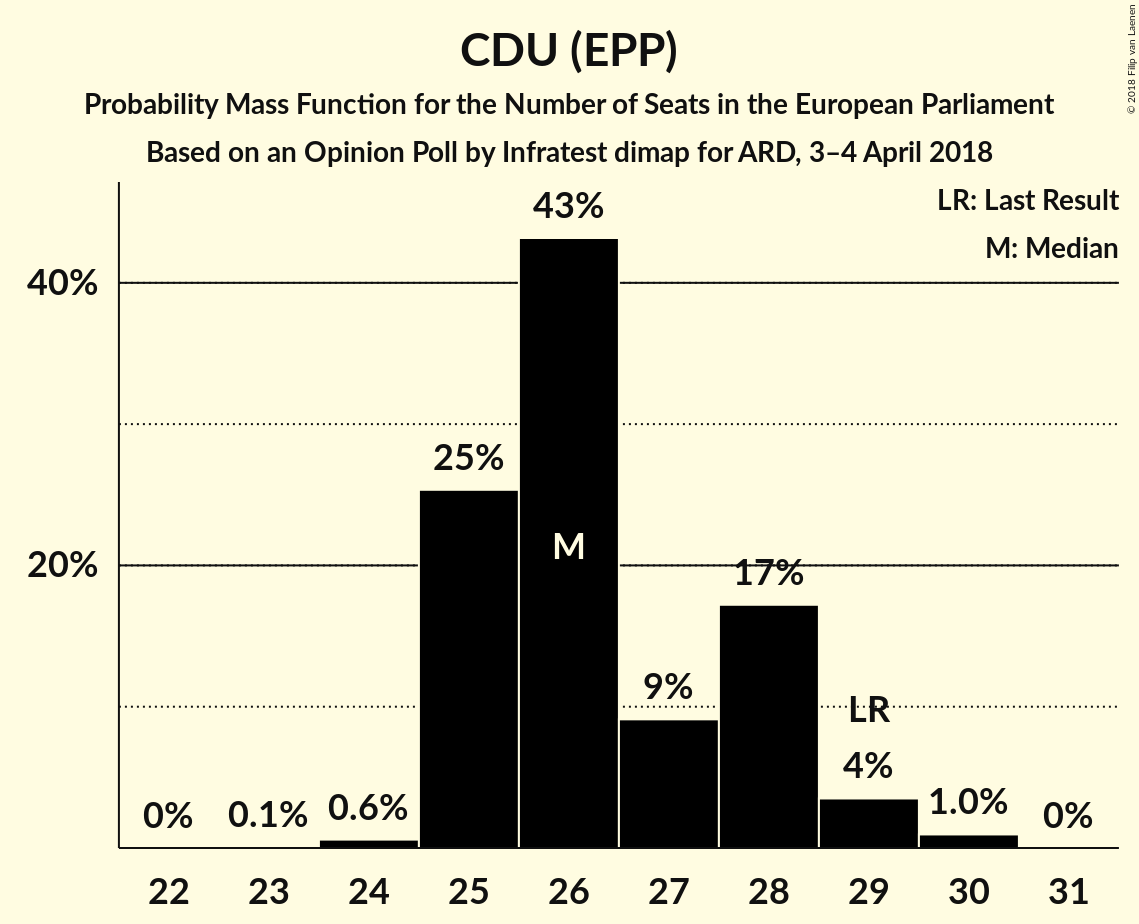 CDU (EPP)
Probability Mass Function for the Number of Seats in the European Parliament
Based on an Opinion Poll by Infratest dimap for ARD, 3–4 April 2018
© 2018 Filip van Laenen
LR: Last Result
M: Median
43%
40%
25%
M
20%
17%
9%
LR
4%
0%
0.1%
0.6%
1.0%
0%
22 23 24 25 26 27 28 29 30 31